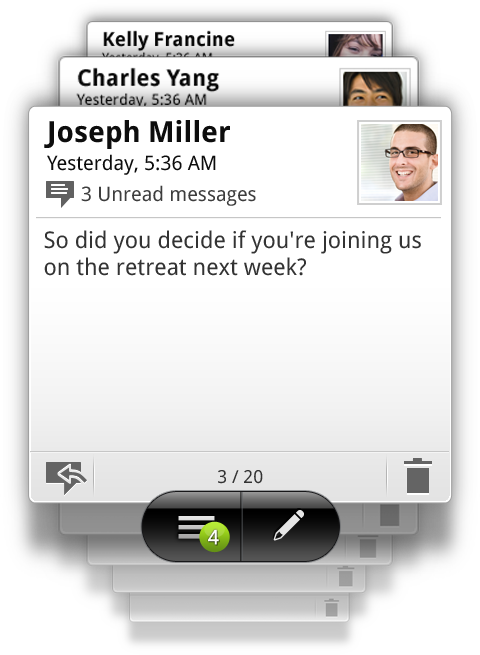 Kelly Francine
Yesterday, 5:36 AM
Charles Yang
Yesterday, 5:36 AM
Joseph Miller
Yesterday, 5:36 AM
3 Unread messages
So did you decide if you're joining us
on the retreat next week?
3 / 20
4